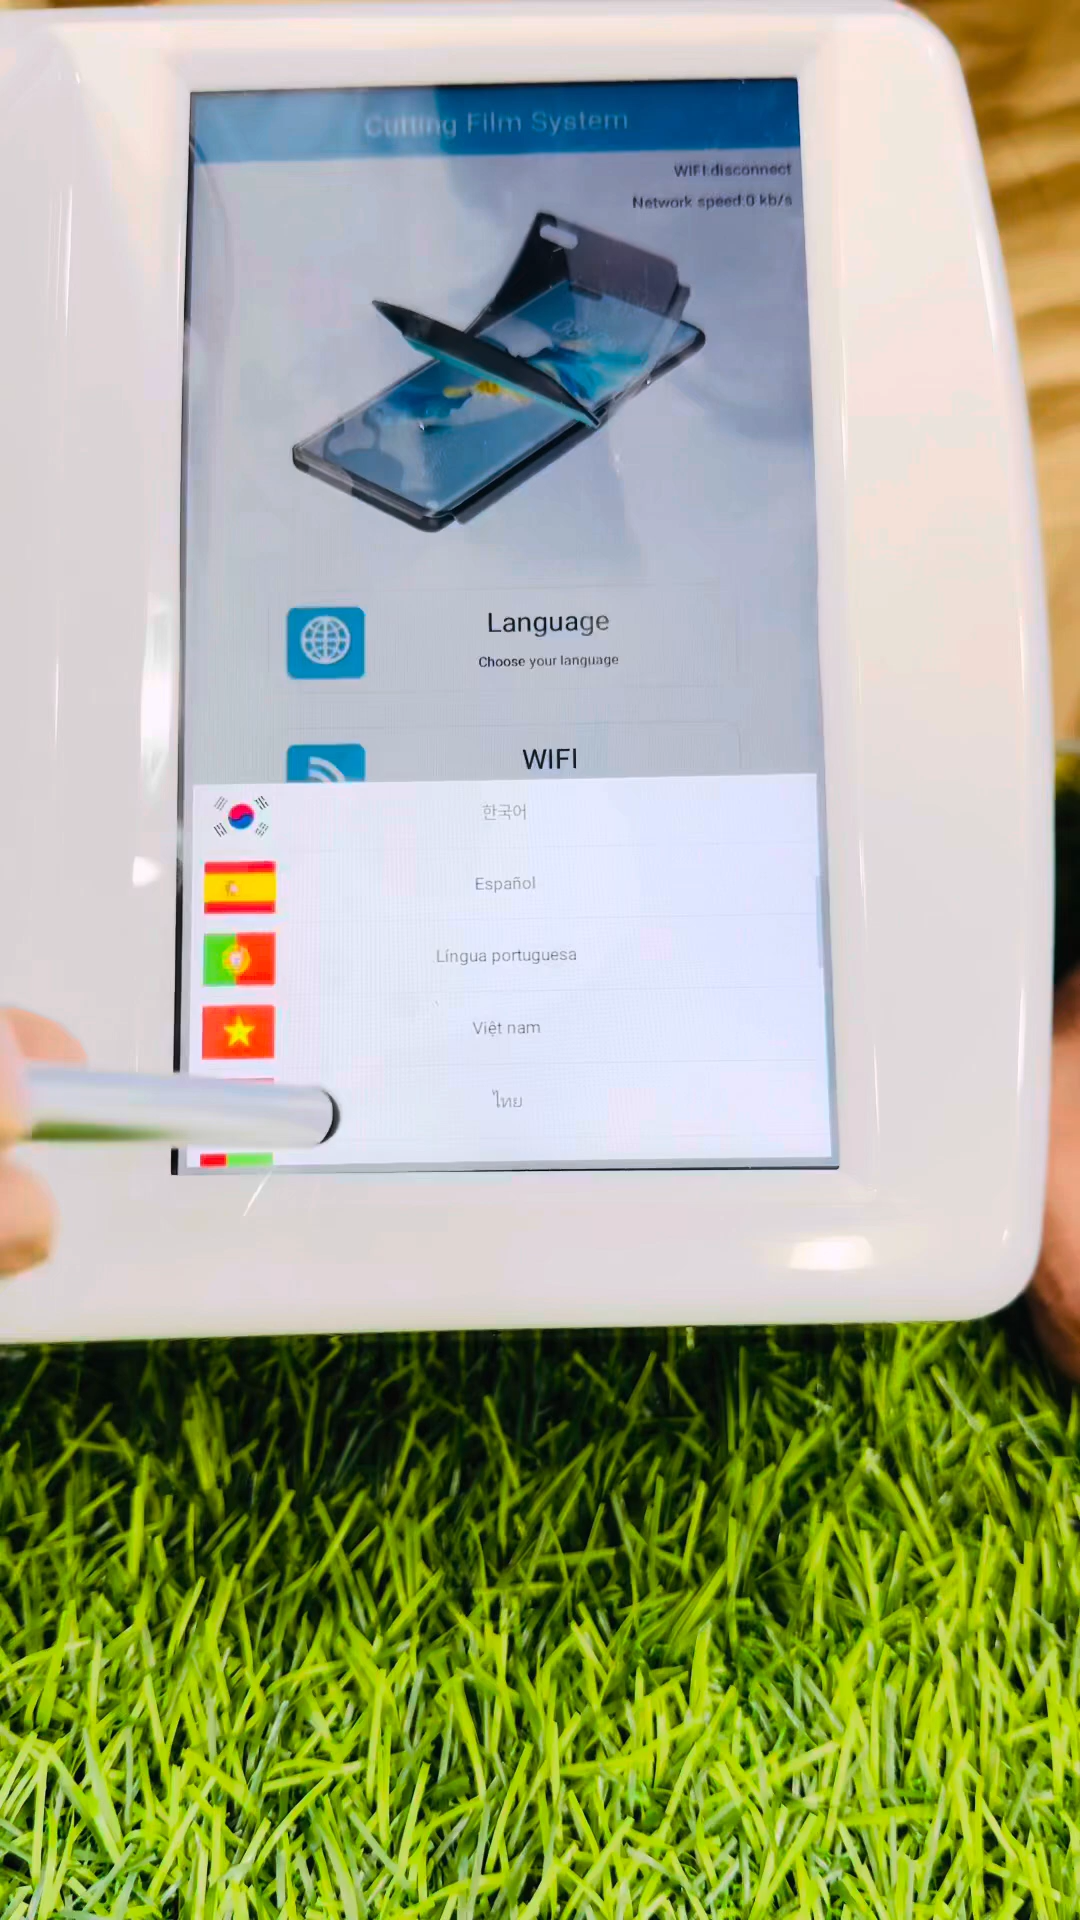 Cutting Film System
WIFI:disconnect
Network speed:0 kb/s
Language
Choose your language
WIFI
한국어
Español
Língua portuguesa
Việt nam
ไทย